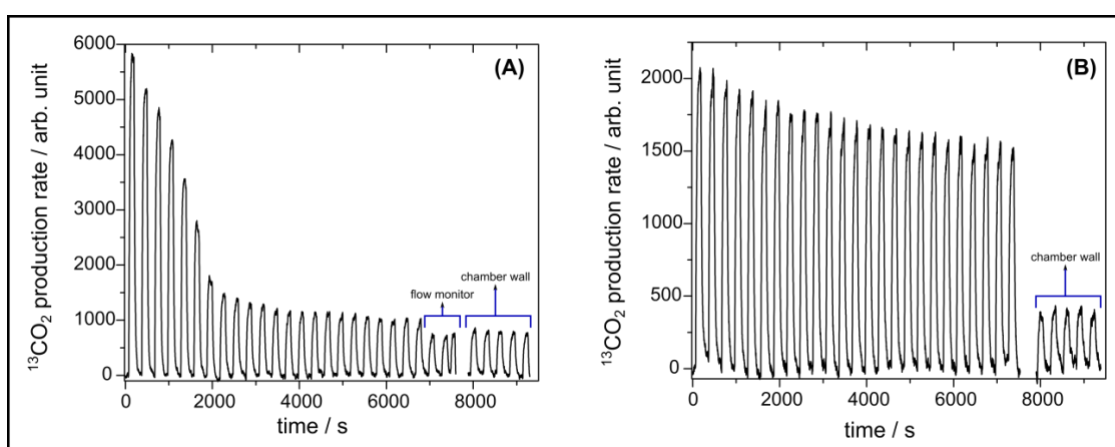 (A)
¹³CO₂ production rate / arb. unit
6000
5000
4000
3000
2000
1000
0
chamber wall
flow monitor
0 2000 4000 6000 8000
time / s
(B)
¹³CO₂ production rate / arb. unit
2000
1500
1000
500
0
chamber wall
0 2000 4000 6000 8000
time / s